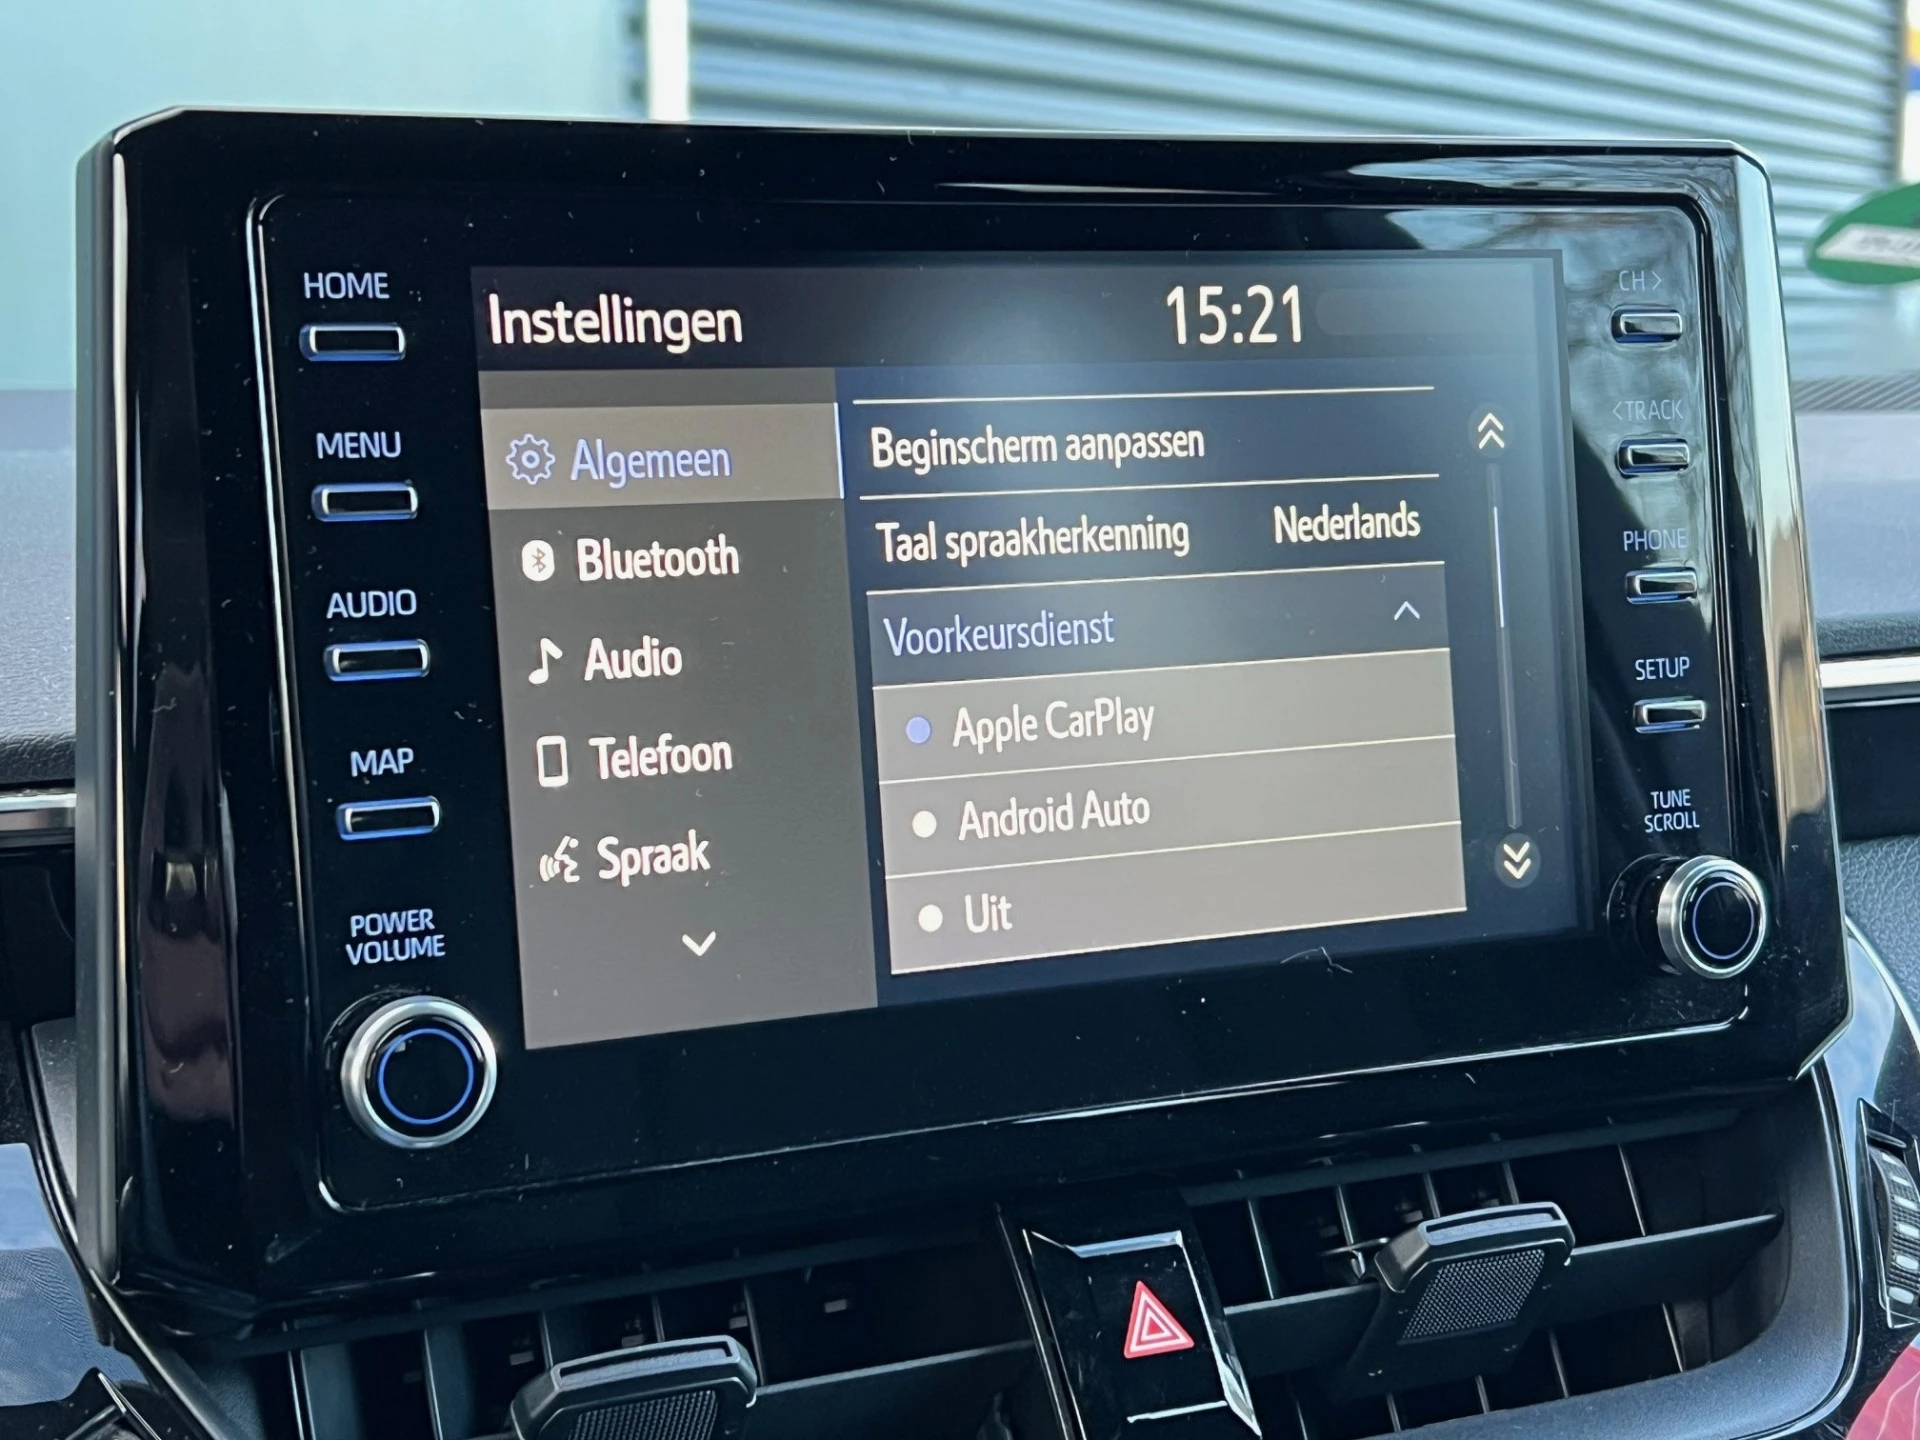 HOME
MENU
AUDIO
MAP
POWER
VOLUME
Instellingen
15:21
Algemeen
Bluetooth
Audio
Telefoon
Spraak
Beginscherm aanpassen
Taal spraakherkenning Nederlands
Voorkeursdienst
Apple CarPlay
Android Auto
Uit
CH >
< TRACK
PHONE
SETUP
TUNE
SCROLL